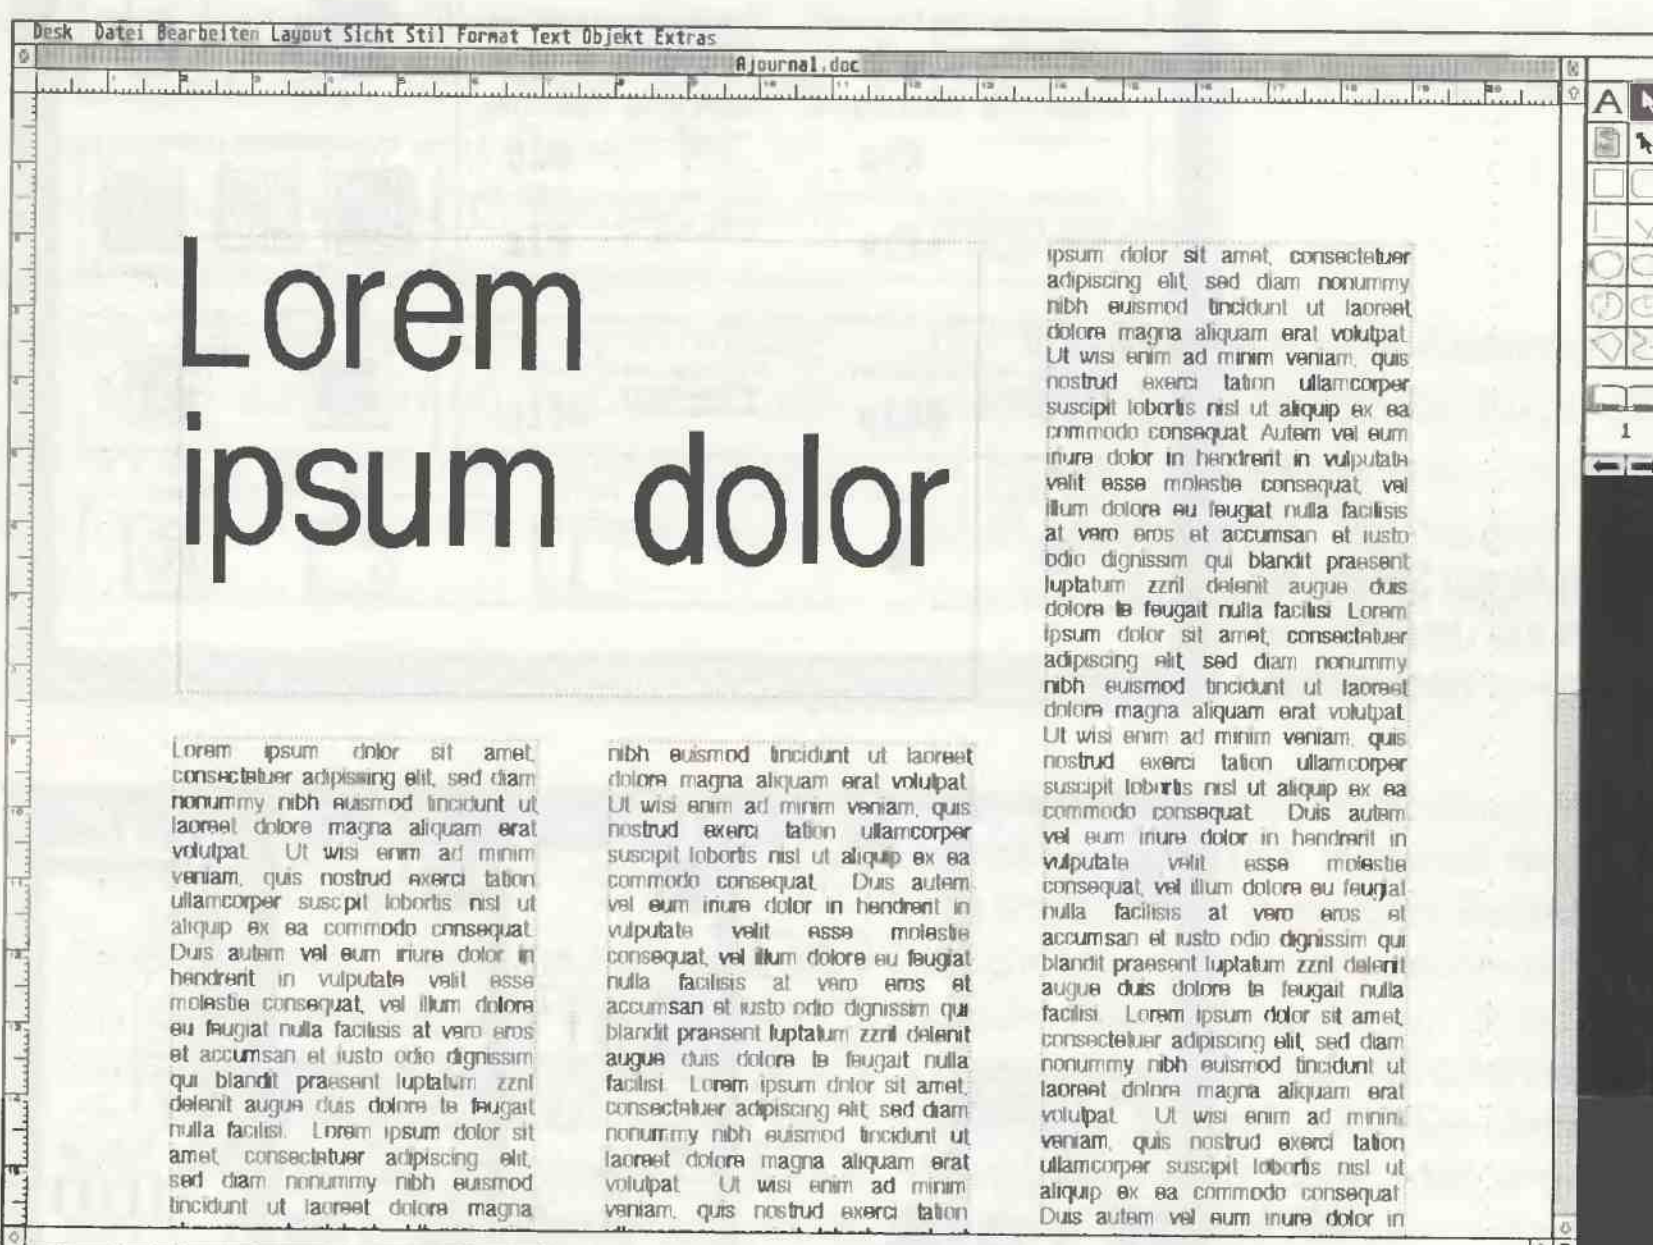 Desk Datei Bearbeiten Layout Sicht Stil Format Text Objekt Extras
Ajournal.doc
A
1
Lorem
ipsum dolor
Lorem ipsum dolor sit amet,
consectetuer adipiscing elit, sed diam
nonummy nibh euismod tincidunt ut
laoreet dolore magna aliquam erat
volutpat. Ut wisi enim ad minim
veniam, quis nostrud exerci tation
ullamcorper suscipit lobortis nisl ut
aliquip ex ea commodo consequat.
Duis autem vel eum iriure dolor in
hendrerit in vulputate velit esse
molestie consequat, vel illum dolore
eu feugiat nulla facilisis at vero eros
et accumsan et iusto odio dignissim
qui blandit praesent luptatum zzril
delenit augue duis dolore te feugait
nulla facilisi. Lorem ipsum dolor sit
amet, consectetuer adipiscing elit,
sed diam nonummy nibh euismod
tincidunt ut laoreet dolore magna
nibh euismod tincidunt ut laoreet
dolore magna aliquam erat volutpat.
Ut wisi enim ad minim veniam, quis
nostrud exerci tation ullamcorper
suscipit lobortis nisl ut aliquip ex ea
commodo consequat. Duis autem
vel eum iriure dolor in hendrerit in
vulputate velit esse molestie
consequat, vel illum dolore eu feugiat
nulla facilisis at vero eros et
accumsan et iusto odio dignissim qui
blandit praesent luptatum zzril delenit
augue duis dolore te feugait nulla
facilisi. Lorem ipsum dolor sit amet,
consectetuer adipiscing elit, sed diam
nonummy nibh euismod tincidunt ut
laoreet dolore magna aliquam erat
volutpat. Ut wisi enim ad minim
veniam, quis nostrud exerci tation
ipsum dolor sit amet, consectetuer
adipiscing elit, sed diam nonummy
nibh euismod tincidunt ut laoreet
dolore magna aliquam erat volutpat.
Ut wisi enim ad minim veniam, quis
nostrud exerci tation ullamcorper
suscipit lobortis nisl ut aliquip ex ea
commodo consequat. Autem vel eum
iriure dolor in hendrerit in vulputate
velit esse molestie consequat, vel
illum dolore eu feugiat nulla facilisis
at vero eros et accumsan et iusto
odio dignissim qui blandit praesent
luptatum zzril delenit augue duis
dolore te feugait nulla facilisi. Lorem
ipsum dolor sit amet, consectetuer
adipiscing elit, sed diam nonummy
nibh euismod tincidunt ut laoreet
dolore magna aliquam erat volutpat.
Ut wisi enim ad minim veniam, quis
nostrud exerci tation ullamcorper
suscipit lobortis nisl ut aliquip ex ea
commodo consequat. Duis autem
vel eum iriure dolor in hendrerit in
vulputate velit esse molestie
consequat, vel illum dolore eu feugiat
nulla facilisis at vero eros et
accumsan et iusto odio dignissim qui
blandit praesent luptatum zzril delenit
augue duis dolore te feugait nulla
facilisi. Lorem ipsum dolor sit amet,
consectetuer adipiscing elit, sed diam
nonummy nibh euismod tincidunt ut
laoreet dolore magna aliquam erat
volutpat. Ut wisi enim ad minim
veniam, quis nostrud exerci tation
ullamcorper suscipit lobortis nisl ut
aliquip ex ea commodo consequat.
Duis autem vel eum iriure dolor in